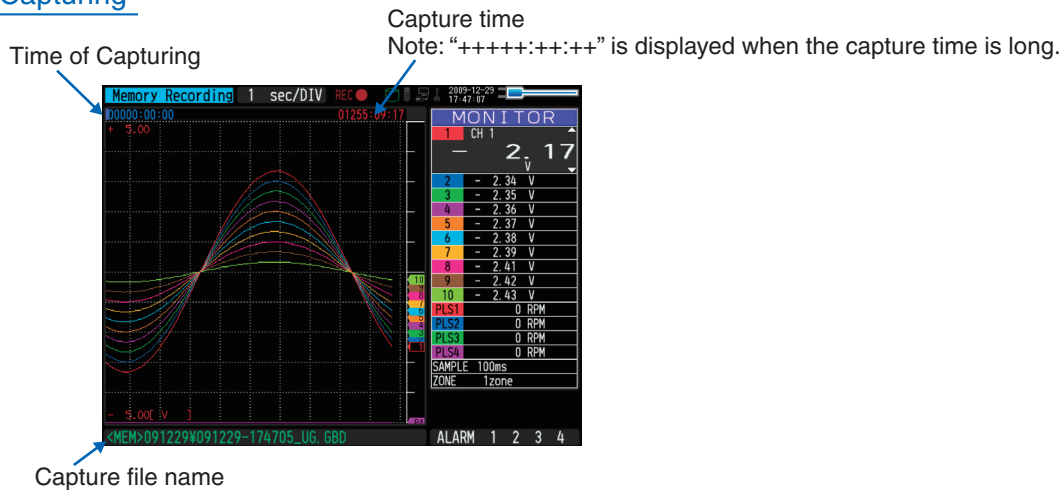 Capturing
Capture time
Note: “+++++:++:++” is displayed when the capture time is long.
Time of Capturing
Memory Recording 1 sec/DIV REC 2009-12-29
17:47:07
00000:00:00 01255:09:17
+ 5.00
MONITOR
1 CH 1
- 2.17
V
2 - 2.34 V
3 - 2.35 V
4 - 2.36 V
5 - 2.37 V
6 - 2.38 V
7 - 2.39 V
8 - 2.41 V
9 - 2.42 V
10 - 2.43 V
PLS1 0 RPM
PLS2 0 RPM
PLS3 0 RPM
PLS4 0 RPM
SAMPLE 100ms
ZONE 1zone
10
1
- 5.00[ V ]
<MEM>091229¥091229-174705_UG.GBD
ALARM 1 2 3 4
Capture file name